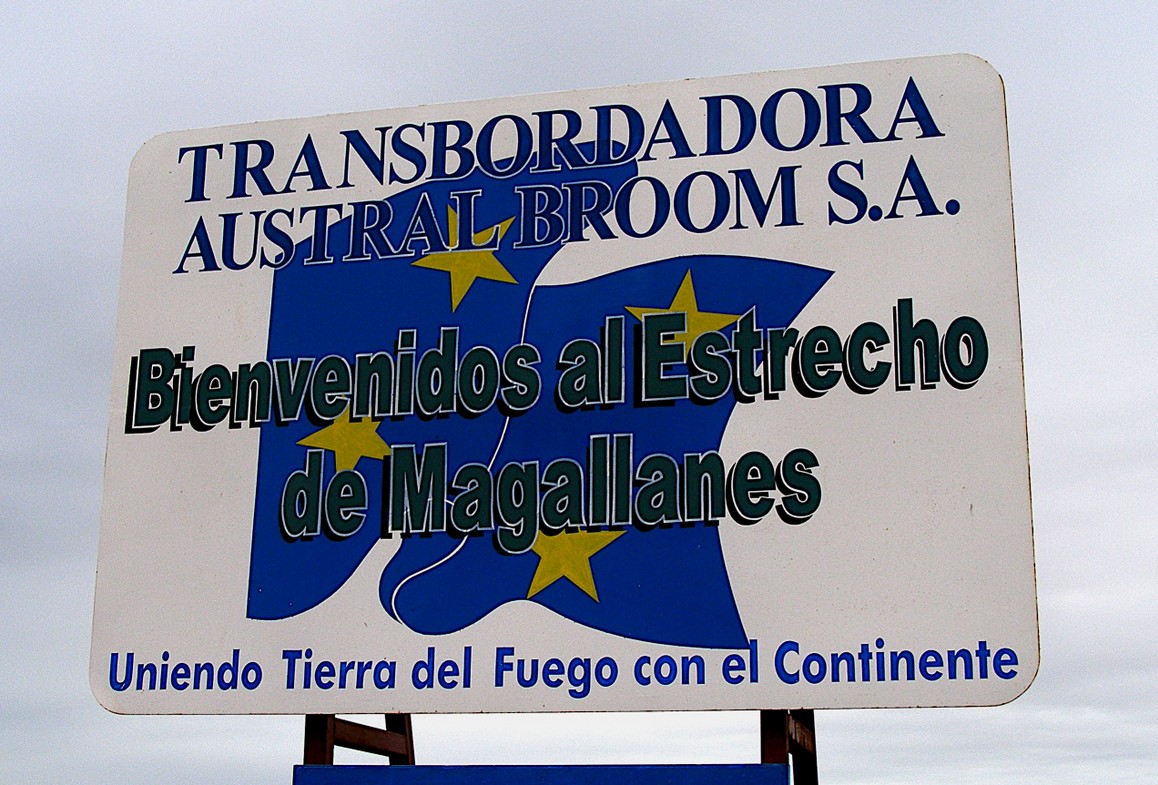 TRANSBORDADORA
AUSTRAL BROOM S.A.
Bienvenidos al Estrecho
de Magallanes
Uniendo Tierra del Fuego con el Continente